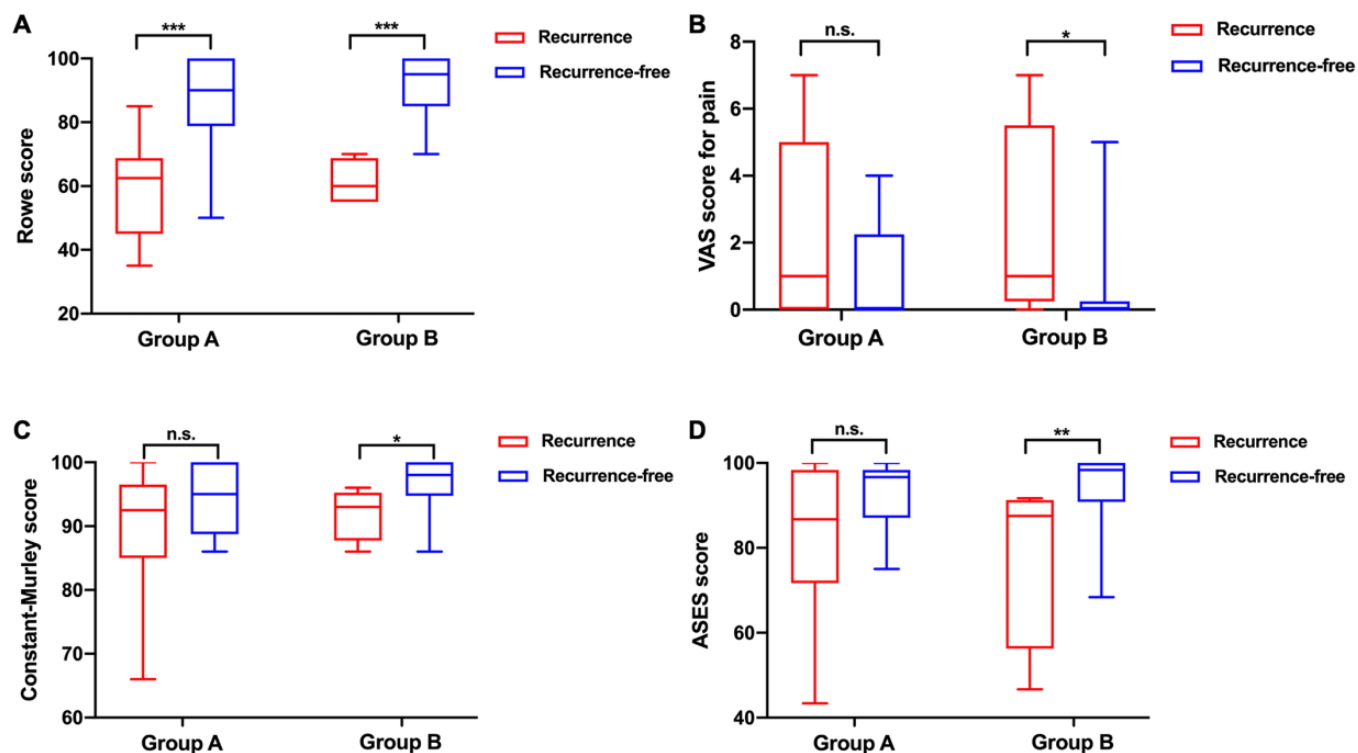 A
***
***
Recurrence
Recurrence-free
Rowe score
100
80
60
40
20
Group A
Group B
B
n.s.
*
Recurrence
Recurrence-free
VAS score for pain
8
6
4
2
0
Group A
Group B
C
n.s.
*
Recurrence
Recurrence-free
Constant-Murley score
100
90
80
70
60
Group A
Group B
D
n.s.
**
Recurrence
Recurrence-free
ASES score
100
80
60
40
Group A
Group B